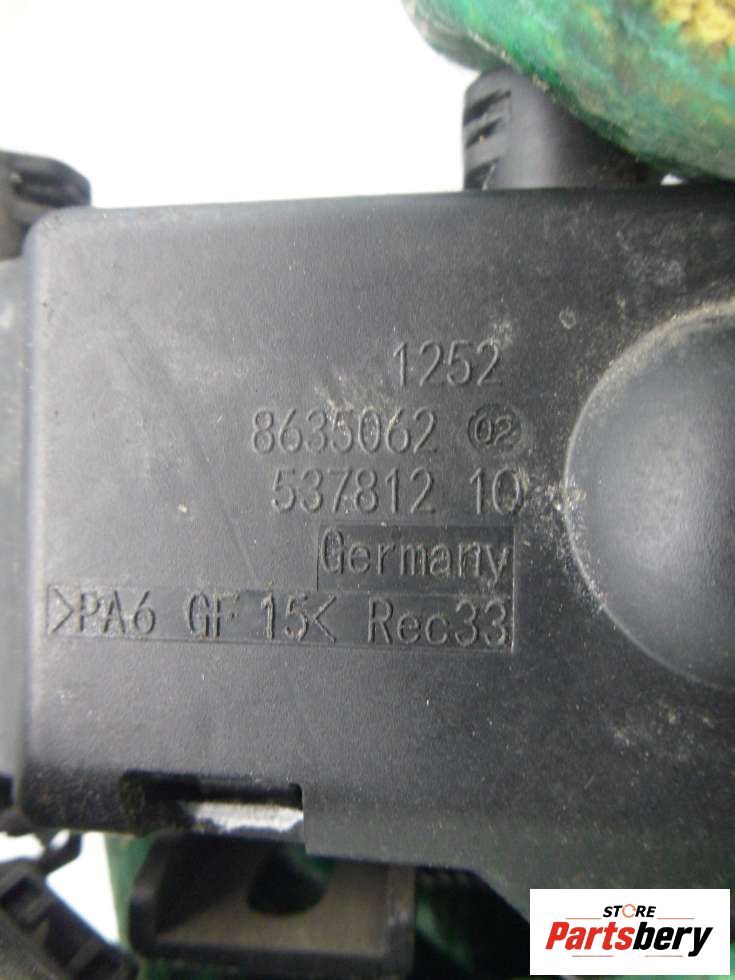 1252
8635062 02
537812 10
Germany
>PA6 GF 15< Rec33
STORE
Partsbery